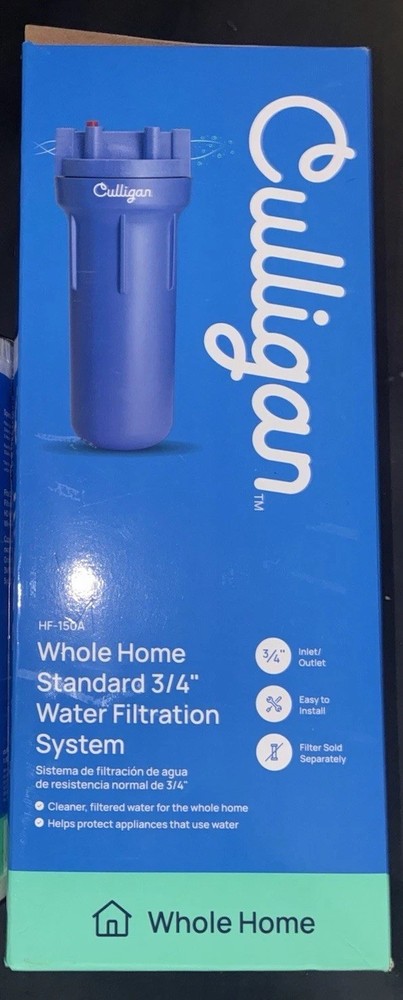 Culligan
Culligan™
HF-150A
Whole Home
Standard 3/4"
Water Filtration
System
Sistema de filtración de agua
de resistencia normal de 3/4"
Cleaner, filtered water for the whole home
Helps protect appliances that use water
3/4"
Inlet/
Outlet
Easy to
Install
Filter Sold
Separately
Whole Home